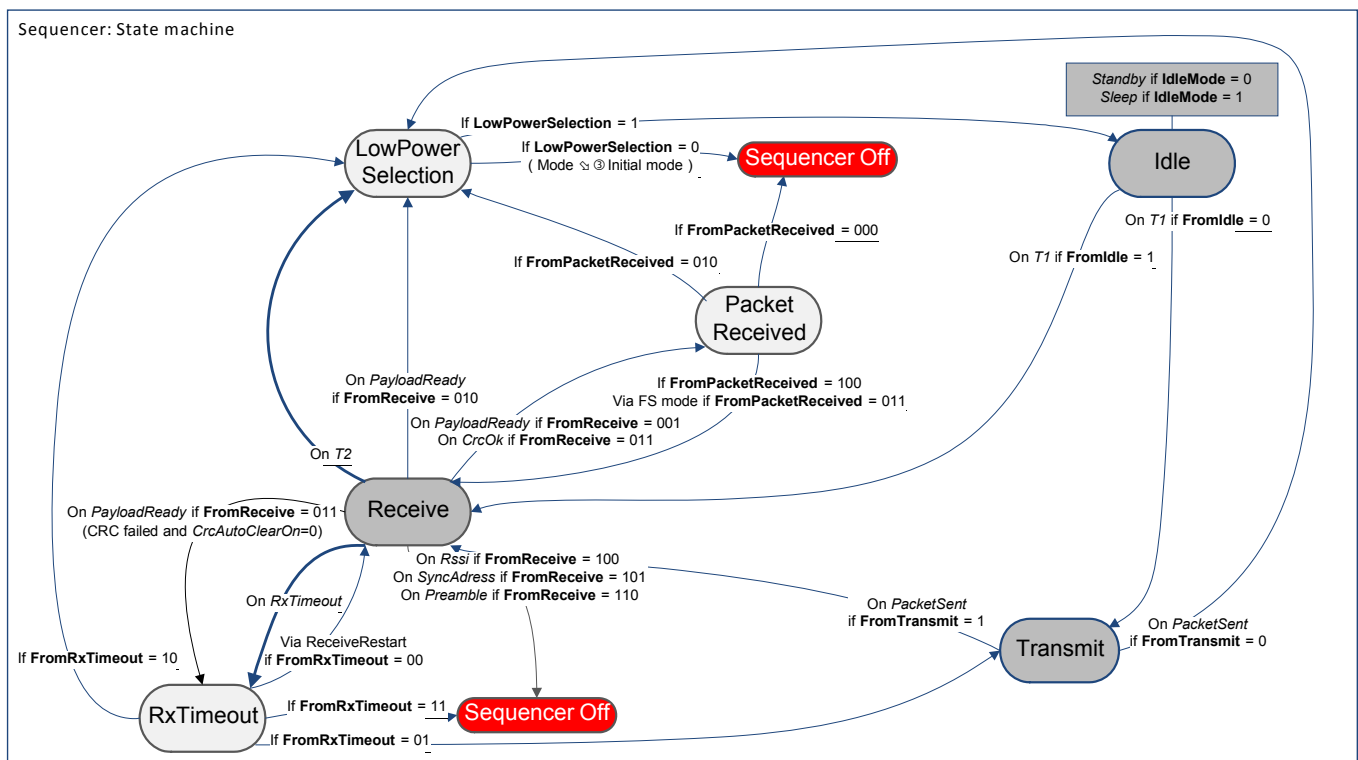 Sequencer: State machine
Standby if IdleMode = 0
Sleep if IdleMode = 1
If LowPowerSelection = 1
LowPower
Selection
If LowPowerSelection = 0
( Mode ⇘ ③ Initial mode )
Sequencer Off
Idle
On T1 if FromIdle = 0
If FromPacketReceived = 000
On T1 if FromIdle = 1
If FromPacketReceived = 010
Packet
Received
On PayloadReady
if FromReceive = 010
If FromPacketReceived = 100
Via FS mode if FromPacketReceived = 011
On PayloadReady if FromReceive = 001
On CrcOk if FromReceive = 011
On T2
Receive
On PayloadReady if FromReceive = 011
(CRC failed and CrcAutoClearOn=0)
On Rssi if FromReceive = 100
On SyncAdress if FromReceive = 101
On Preamble if FromReceive = 110
On RxTimeout
On PacketSent
if FromTransmit = 1
On PacketSent
if FromTransmit = 0
Transmit
Via ReceiveRestart
if FromRxTimeout = 00
If FromRxTimeout = 10
RxTimeout
If FromRxTimeout = 11
Sequencer Off
If FromRxTimeout = 01